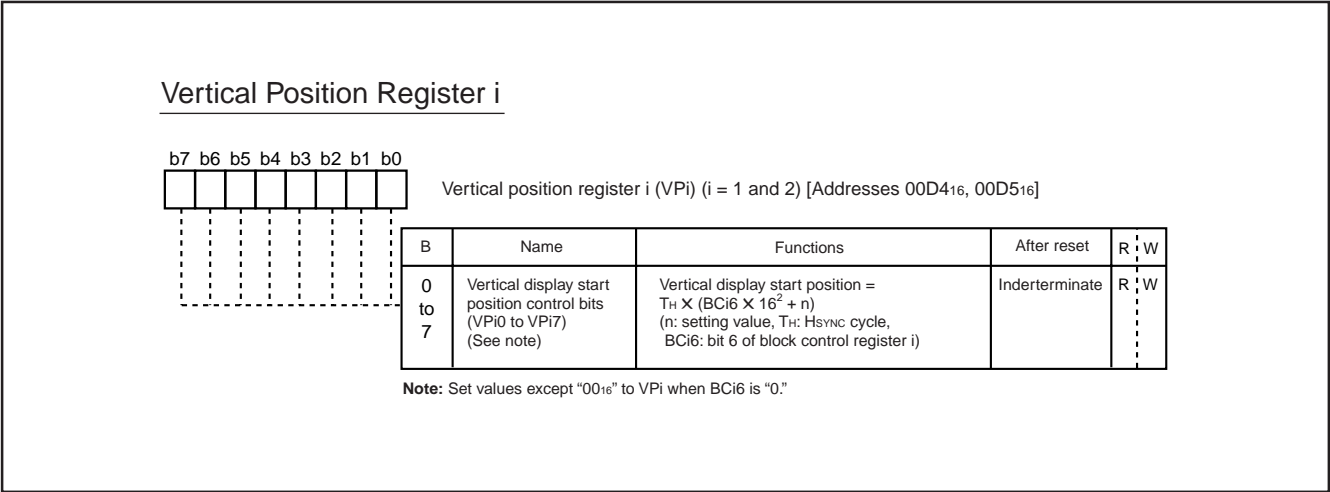 Vertical Position Register i
b7 b6 b5 b4 b3 b2 b1 b0
Vertical position register i (VPi) (i = 1 and 2) [Addresses 00D4₁₆, 00D5₁₆]
B Name Functions After reset R W
0 to 7
Vertical display start
position control bits
(VPi0 to VPi7)
(See note)
Vertical display start position =
TH X (BCi6 X 16² + n)
(n: setting value, TH: HSYNC cycle,
BCi6: bit 6 of block control register i)
Inderterminate R W
Note: Set values except “00₁₆” to VPi when BCi6 is “0.”